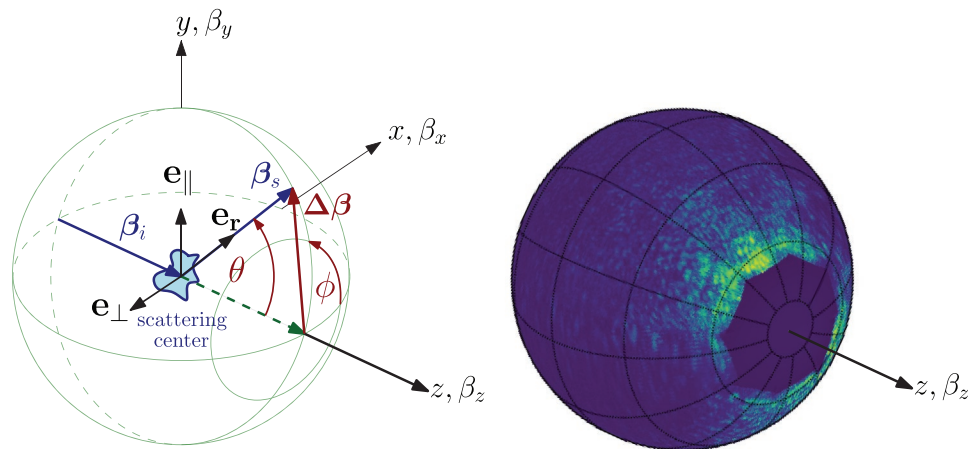 y, β_y
x, β_x
e_∥
β_s
Δβ
β_i
e_r
θ
ϕ
e_⊥
scattering
center
z, β_z
z, β_z